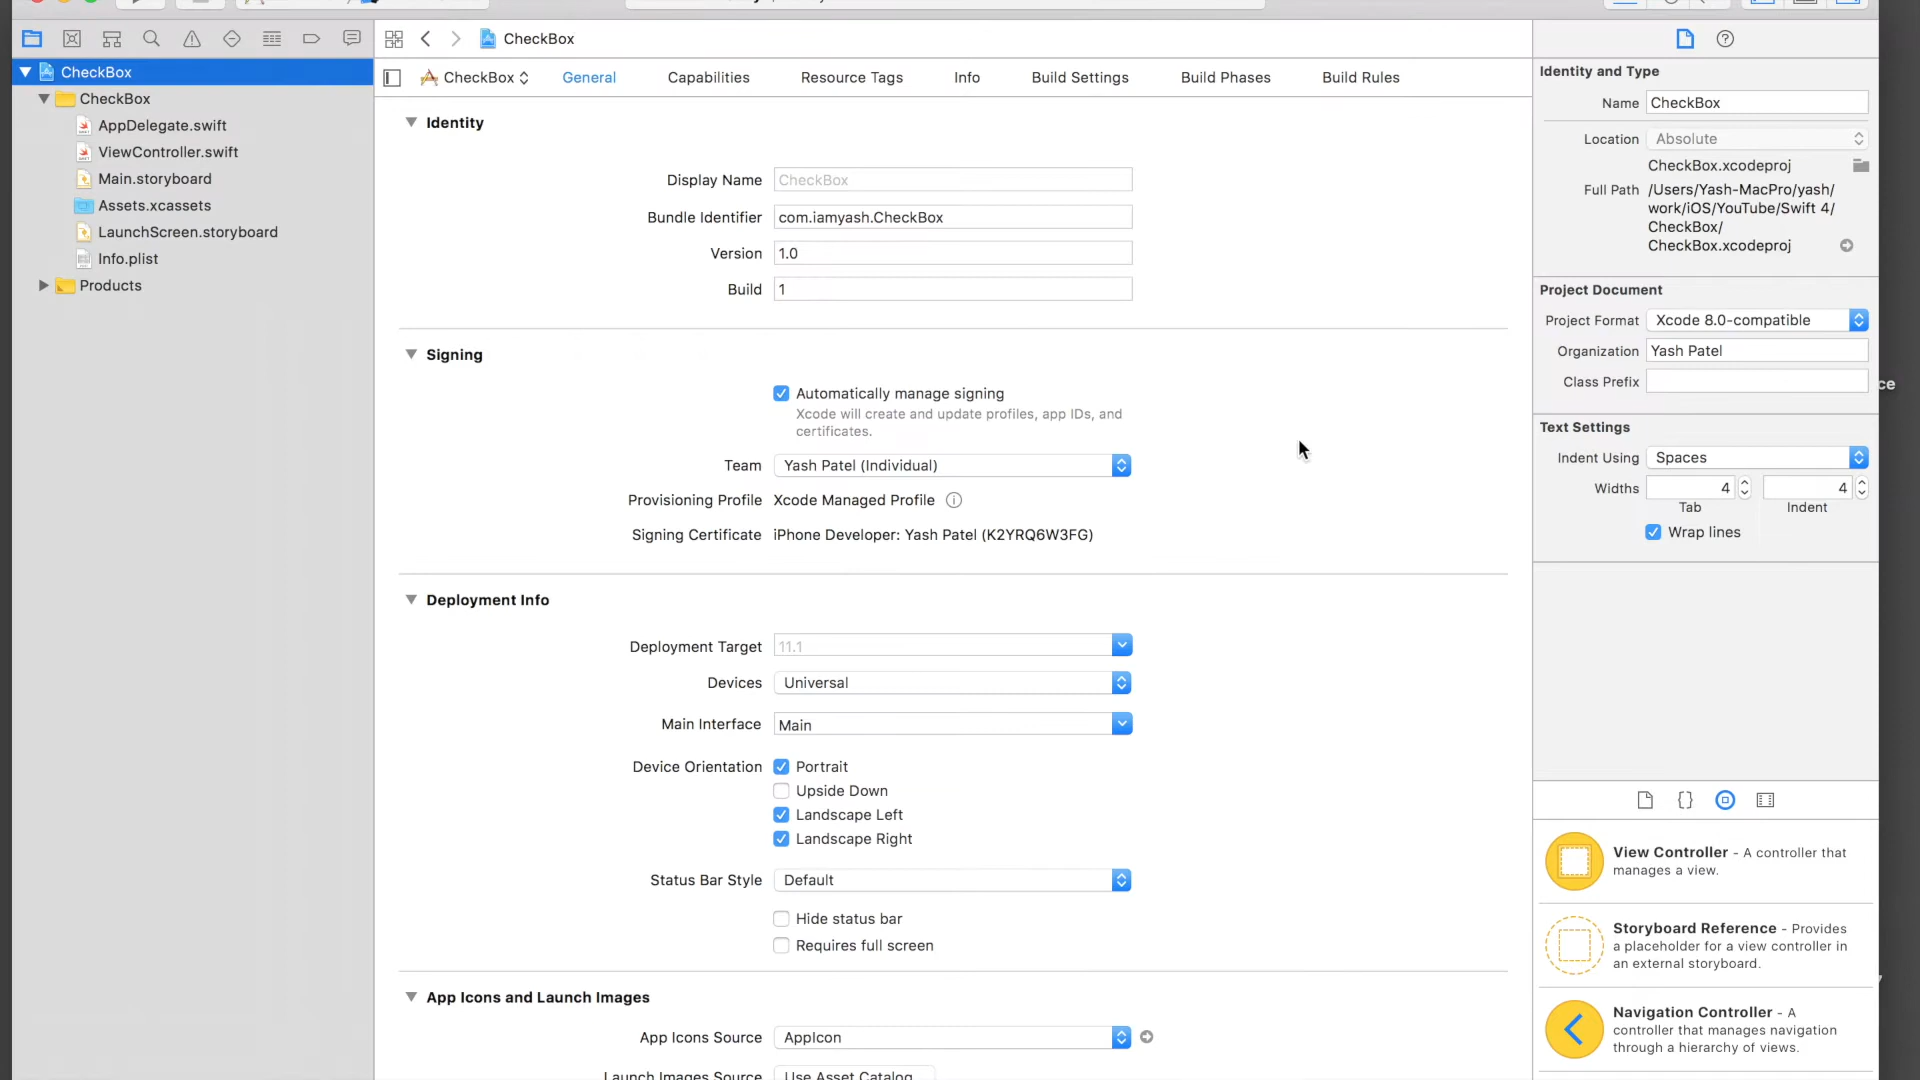 CheckBox
CheckBox
General
Capabilities
Resource Tags
Info
Build Settings
Build Phases
Build Rules
CheckBox
CheckBox
AppDelegate.swift
ViewController.swift
Main.storyboard
Assets.xcassets
LaunchScreen.storyboard
Info.plist
Products
Identity
Display Name CheckBox
Bundle Identifier com.iamyash.CheckBox
Version 1.0
Build 1
Signing
Automatically manage signing
Xcode will create and update profiles, app IDs, and
certificates.
Team Yash Patel (Individual)
Provisioning Profile Xcode Managed Profile
Signing Certificate iPhone Developer: Yash Patel (K2YRQ6W3FG)
Deployment Info
Deployment Target 11.1
Devices Universal
Main Interface Main
Device Orientation Portrait
Upside Down
Landscape Left
Landscape Right
Status Bar Style Default
Hide status bar
Requires full screen
App Icons and Launch Images
App Icons Source AppIcon
Launch Images Source Use Asset Catalog
Identity and Type
Name CheckBox
Location Absolute
CheckBox.xcodeproj
Full Path /Users/Yash-MacPro/yash/
work/iOS/YouTube/Swift 4/
CheckBox/
CheckBox.xcodeproj
Project Document
Project Format Xcode 8.0-compatible
Organization Yash Patel
Class Prefix
ce
Text Settings
Indent Using Spaces
Widths 4 4
Tab Indent
Wrap lines
{}
View Controller - A controller that
manages a view.
Storyboard Reference - Provides
a placeholder for a view controller in
an external storyboard.
Navigation Controller - A
controller that manages navigation
through a hierarchy of views.